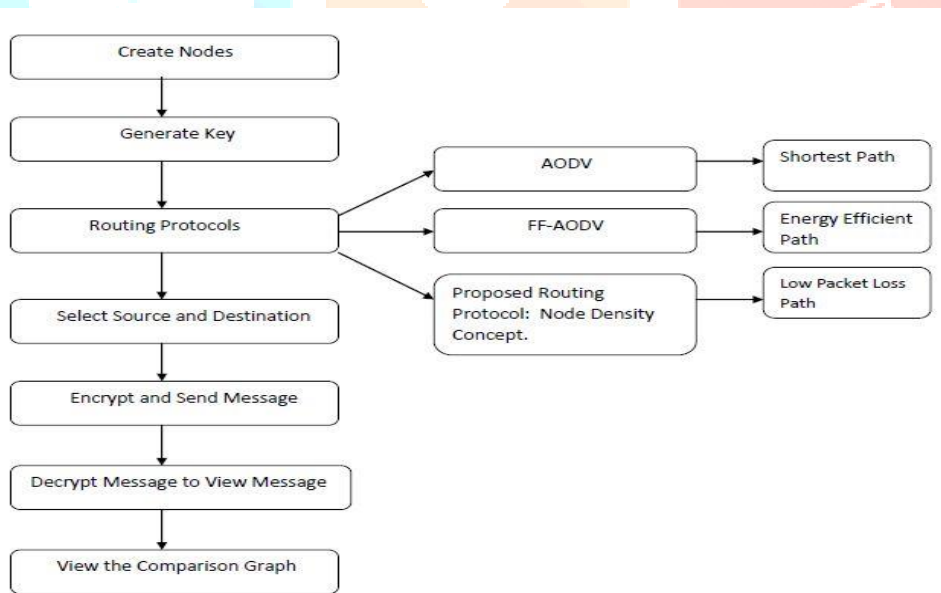 Create Nodes
Generate Key
Routing Protocols
Select Source and Destination
Encrypt and Send Message
Decrypt Message to View Message
View the Comparison Graph
AODV
FF-AODV
Proposed Routing
Protocol: Node Density
Concept.
Shortest Path
Energy Efficient
Path
Low Packet Loss
Path